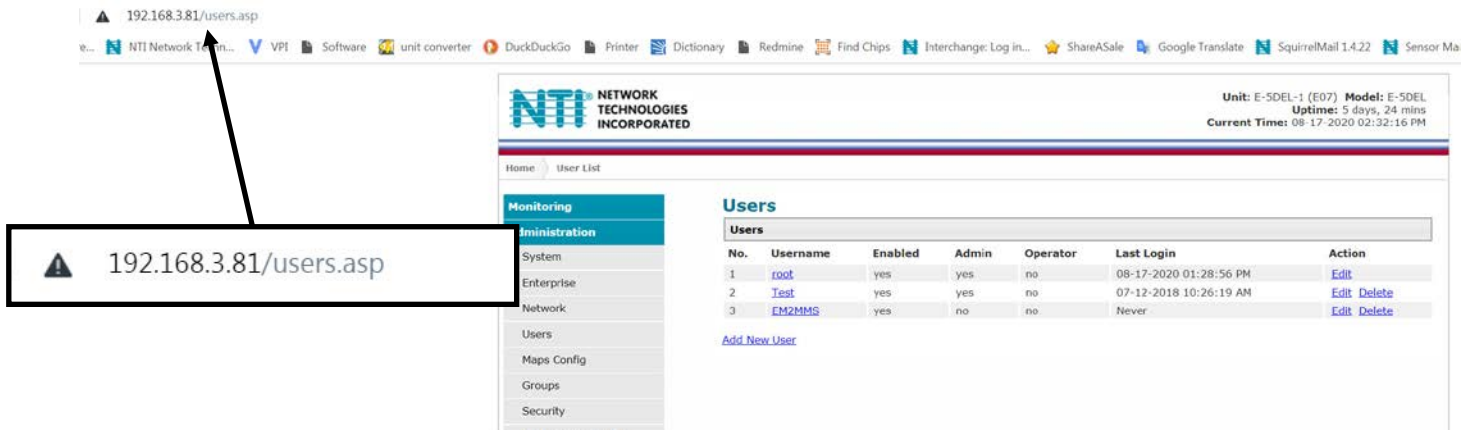 192.168.3.81/users.asp
e... NTI Network Techn... VPI Software unit converter DuckDuckGo Printer Dictionary Redmine Find Chips Interchange: Log in... ShareASale Google Translate SquirrelMail 1.4.22 Sensor Ma
NTI® NETWORK
TECHNOLOGIES
INCORPORATED
Unit: E-5DEL-1 (E07) Model: E-5DEL
Uptime: 5 days, 24 mins
Current Time: 08-17-2020 02:32:16 PM
Home User List
Monitoring
dministration
System
Enterprise
Network
Users
Maps Config
Groups
Security
192.168.3.81/users.asp
Users
Users
No. Username Enabled Admin Operator Last Login Action
1 root yes yes no 08-17-2020 01:28:56 PM Edit
2 Test yes yes no 07-12-2018 10:26:19 AM Edit Delete
3 EM2MMS yes no no Never Edit Delete
Add New User